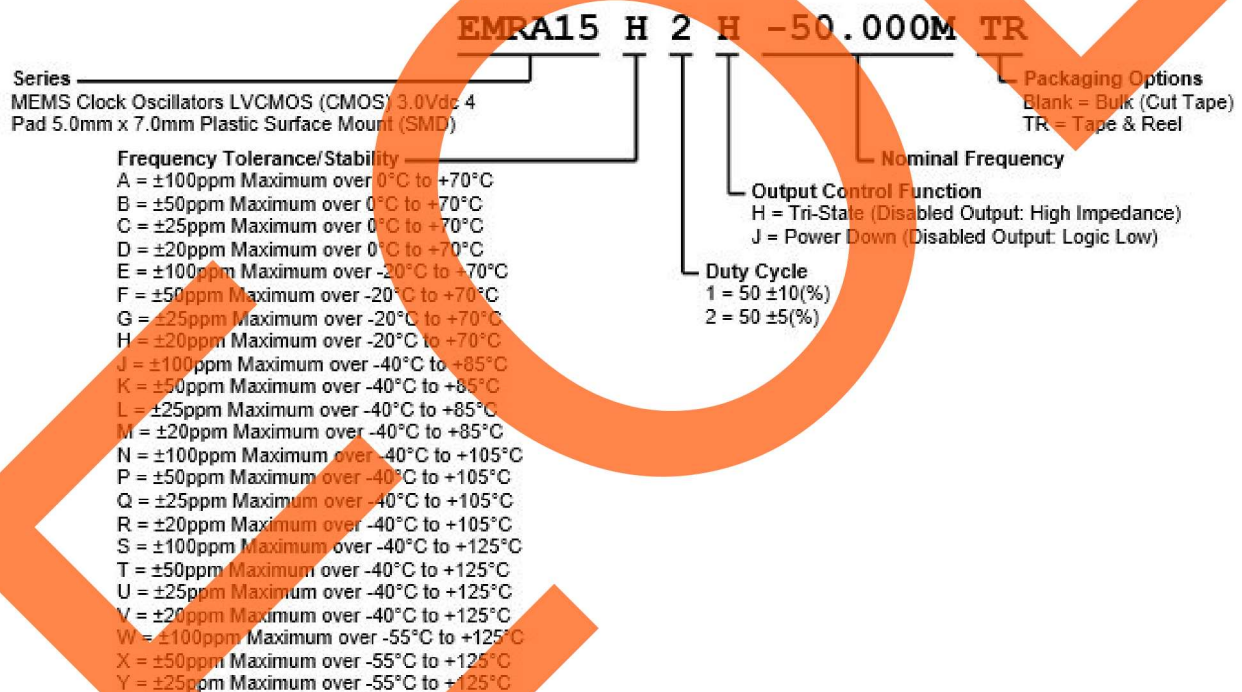 EMRA15 H 2 H -50.000M TR
Series
MEMS Clock Oscillators LVCMOS (CMOS) 3.0Vdc 4
Pad 5.0mm x 7.0mm Plastic Surface Mount (SMD)
Packaging Options
Blank = Bulk (Cut Tape)
TR = Tape & Reel
Frequency Tolerance/Stability
A = ±100ppm Maximum over 0°C to +70°C
B = ±50ppm Maximum over 0°C to +70°C
C = ±25ppm Maximum over 0°C to +70°C
D = ±20ppm Maximum over 0°C to +70°C
E = ±100ppm Maximum over -20°C to +70°C
F = ±50ppm Maximum over -20°C to +70°C
G = ±25ppm Maximum over -20°C to +70°C
H = ±20ppm Maximum over -20°C to +70°C
J = ±100ppm Maximum over -40°C to +85°C
K = ±50ppm Maximum over -40°C to +85°C
L = ±25ppm Maximum over -40°C to +85°C
M = ±20ppm Maximum over -40°C to +85°C
N = ±100ppm Maximum over -40°C to +105°C
P = ±50ppm Maximum over -40°C to +105°C
Q = ±25ppm Maximum over -40°C to +105°C
R = ±20ppm Maximum over -40°C to +105°C
S = ±100ppm Maximum over -40°C to +125°C
T = ±50ppm Maximum over -40°C to +125°C
U = ±25ppm Maximum over -40°C to +125°C
V = ±20ppm Maximum over -40°C to +125°C
W = ±100ppm Maximum over -55°C to +125°C
X = ±50ppm Maximum over -55°C to +125°C
Y = ±25ppm Maximum over -55°C to +125°C
Nominal Frequency
Output Control Function
H = Tri-State (Disabled Output: High Impedance)
J = Power Down (Disabled Output: Logic Low)
Duty Cycle
1 = 50 ±10(%)
2 = 50 ±5(%)